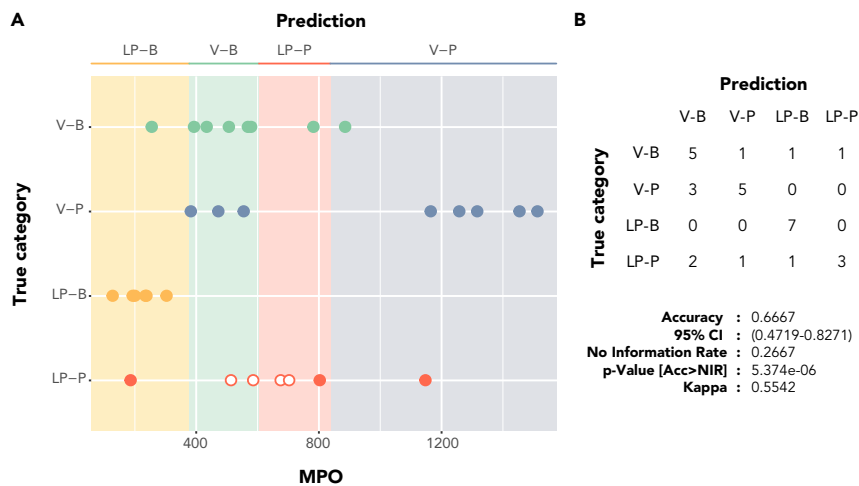 A
Prediction
LP–B
V–B
LP–P
V–P
V–B
V–P
LP–B
LP–P
True category
400
800
1200
MPO
B
Prediction
V-B V-P LP-B LP-P
True category
V-B 5 1 1 1
V-P 3 5 0 0
LP-B 0 0 7 0
LP-P 2 1 1 3
Accuracy : 0.6667
95% CI : (0.4719-0.8271)
No Information Rate : 0.2667
p-Value [Acc>NIR] : 5.374e-06
Kappa : 0.5542